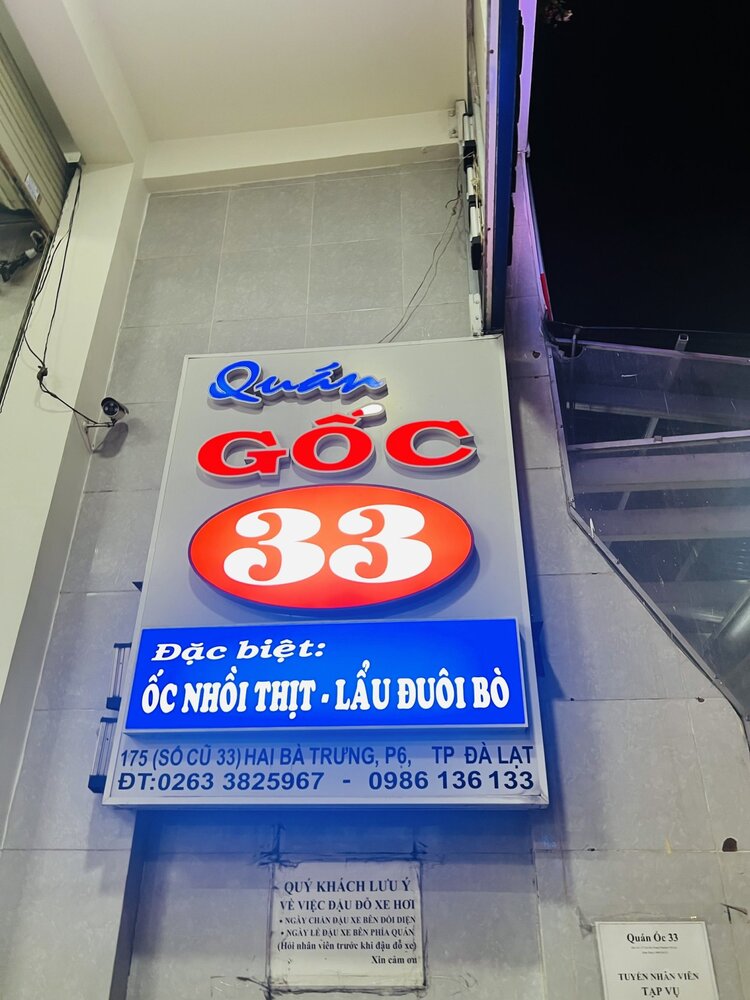 Quán
GỐC
33
Đặc biệt:
ỐC NHỒI THỊT - LẨU ĐUÔI BÒ
175 (SỐ CŨ 33) HAI BÀ TRƯNG, P6, TP ĐÀ LẠT
ĐT:0263 3825967 - 0986 136 133
QUÝ KHÁCH LƯU Ý
VỀ VIỆC ĐẬU ĐỖ XE HƠI
• NGÀY CHẲN ĐẬU XE BÊN ĐỐI DIỆN
• NGÀY LẺ ĐẬU XE BÊN PHÍA QUÁN
(Hỏi nhân viên trước khi đậu đỗ xe)
Xin cảm ơn
Quán Ốc 33
TUYỂN NHÂN VIÊN
TẠP VỤ